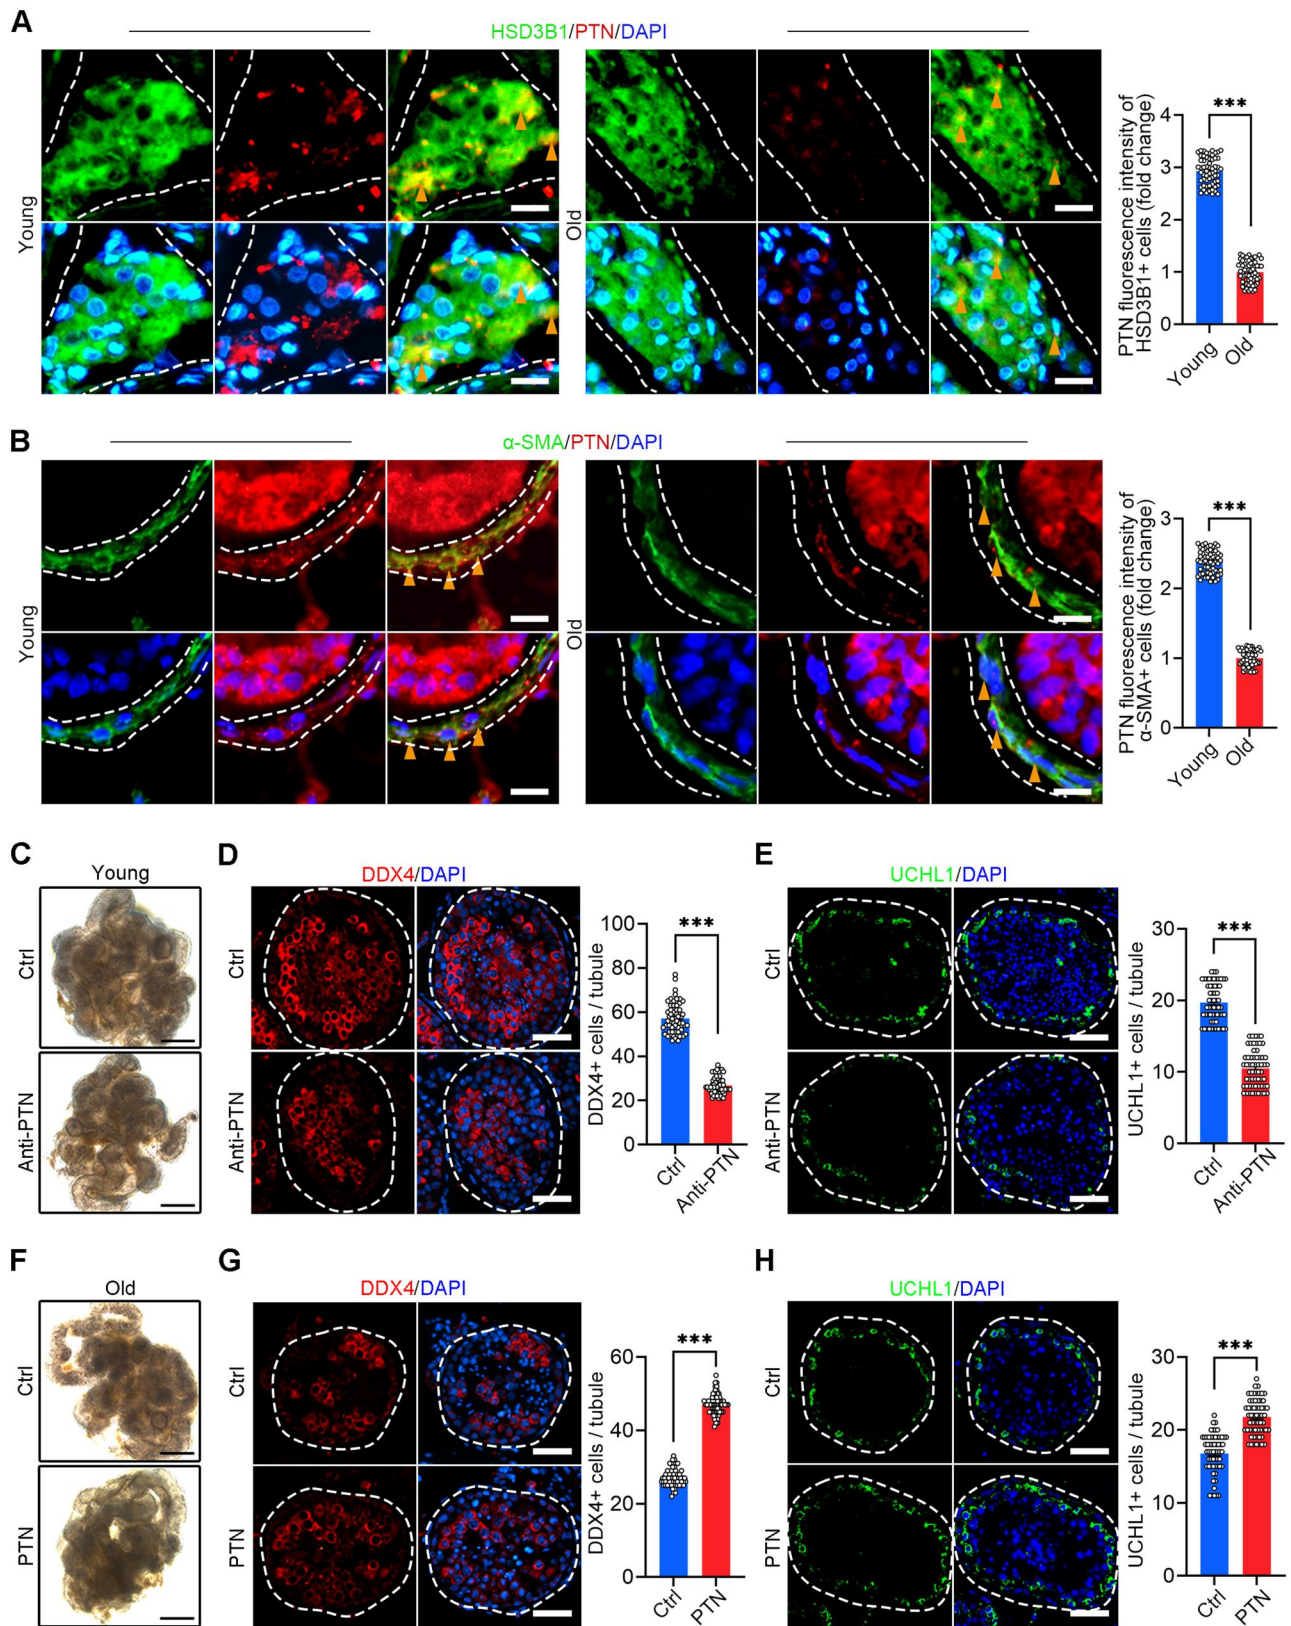 A
HSD3B1/PTN/DAPI
Young
Old
PTN fluorescence intensity of
HSD3B1+ cells (fold change)
***
4
3
2
1
0
Young
Old
B
α-SMA/PTN/DAPI
Young
Old
PTN fluorescence intensity of
α-SMA+ cells (fold change)
***
3
2
1
0
Young
Old
C
Young
Ctrl
Anti-PTN
D
DDX4/DAPI
Ctrl
Anti-PTN
DDX4+ cells / tubule
***
100
80
60
40
20
0
Ctrl
Anti-PTN
E
UCHL1/DAPI
Ctrl
Anti-PTN
UCHL1+ cells / tubule
***
30
20
10
0
Ctrl
Anti-PTN
F
Old
Ctrl
PTN
G
DDX4/DAPI
Ctrl
PTN
DDX4+ cells / tubule
***
60
40
20
0
Ctrl
PTN
H
UCHL1/DAPI
Ctrl
PTN
UCHL1+ cells / tubule
***
30
20
10
0
Ctrl
PTN